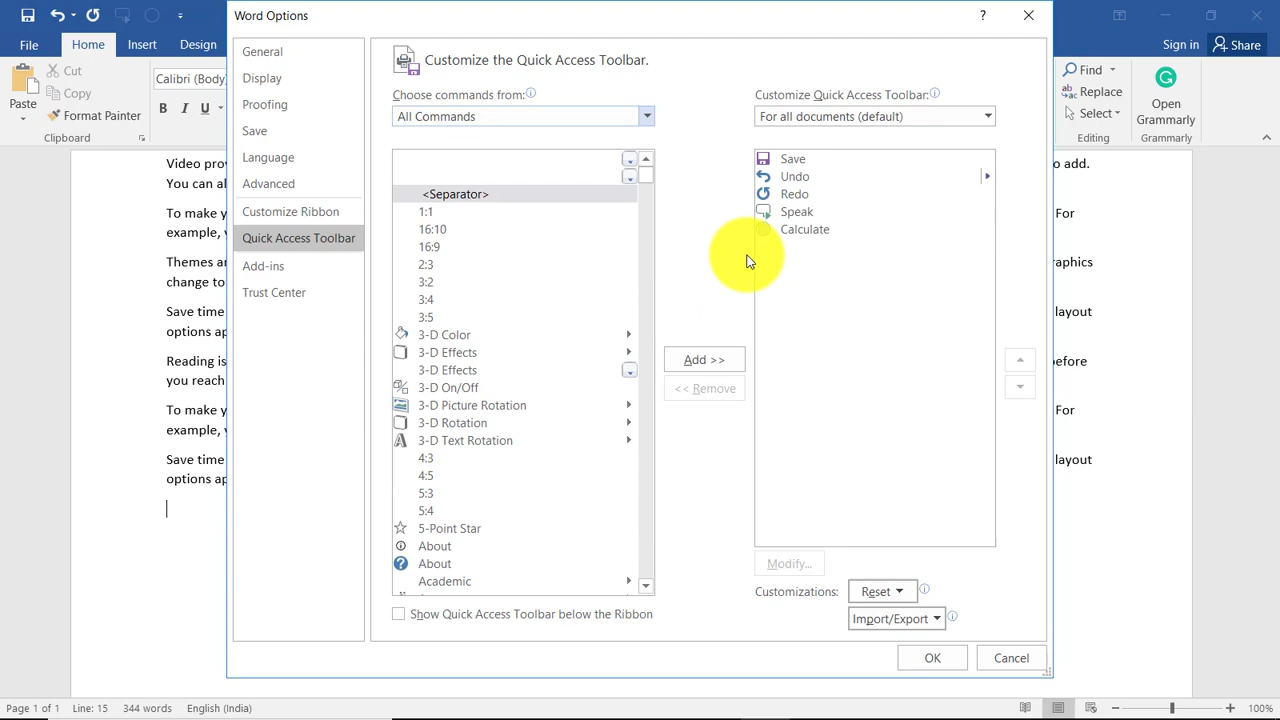 Word Options
?
File
Home
Insert
Design
Sign in
Share
Paste
Cut
Copy
Format Painter
Clipboard
Calibri (Body)
B I U
Find
Replace
Select
Editing
Open
Grammarly
Grammarly
General
Display
Proofing
Save
Language
Advanced
Customize Ribbon
Quick Access Toolbar
Add-ins
Trust Center
Customize the Quick Access Toolbar.
Choose commands from:
All Commands
<Separator>
1:1
16:10
16:9
2:3
3:2
3:4
3:5
3-D Color
3-D Effects
3-D Effects
3-D On/Off
3-D Picture Rotation
3-D Rotation
3-D Text Rotation
4:3
4:5
5:3
5:4
5-Point Star
About
About
Academic
Show Quick Access Toolbar below the Ribbon
Add >>
<< Remove
Customize Quick Access Toolbar:
For all documents (default)
Save
Undo
Redo
Speak
Calculate
Modify...
Customizations:
Reset
Import/Export
OK
Cancel
Video pro
to add.
You can al
To make y
For
example, y
Themes an
graphics
change to
Save time
layout
options ap
Reading is
before
you reach
To make y
For
example, y
Save time
layout
options ap
Page 1 of 1
Line: 15
344 words
English (India)
100%